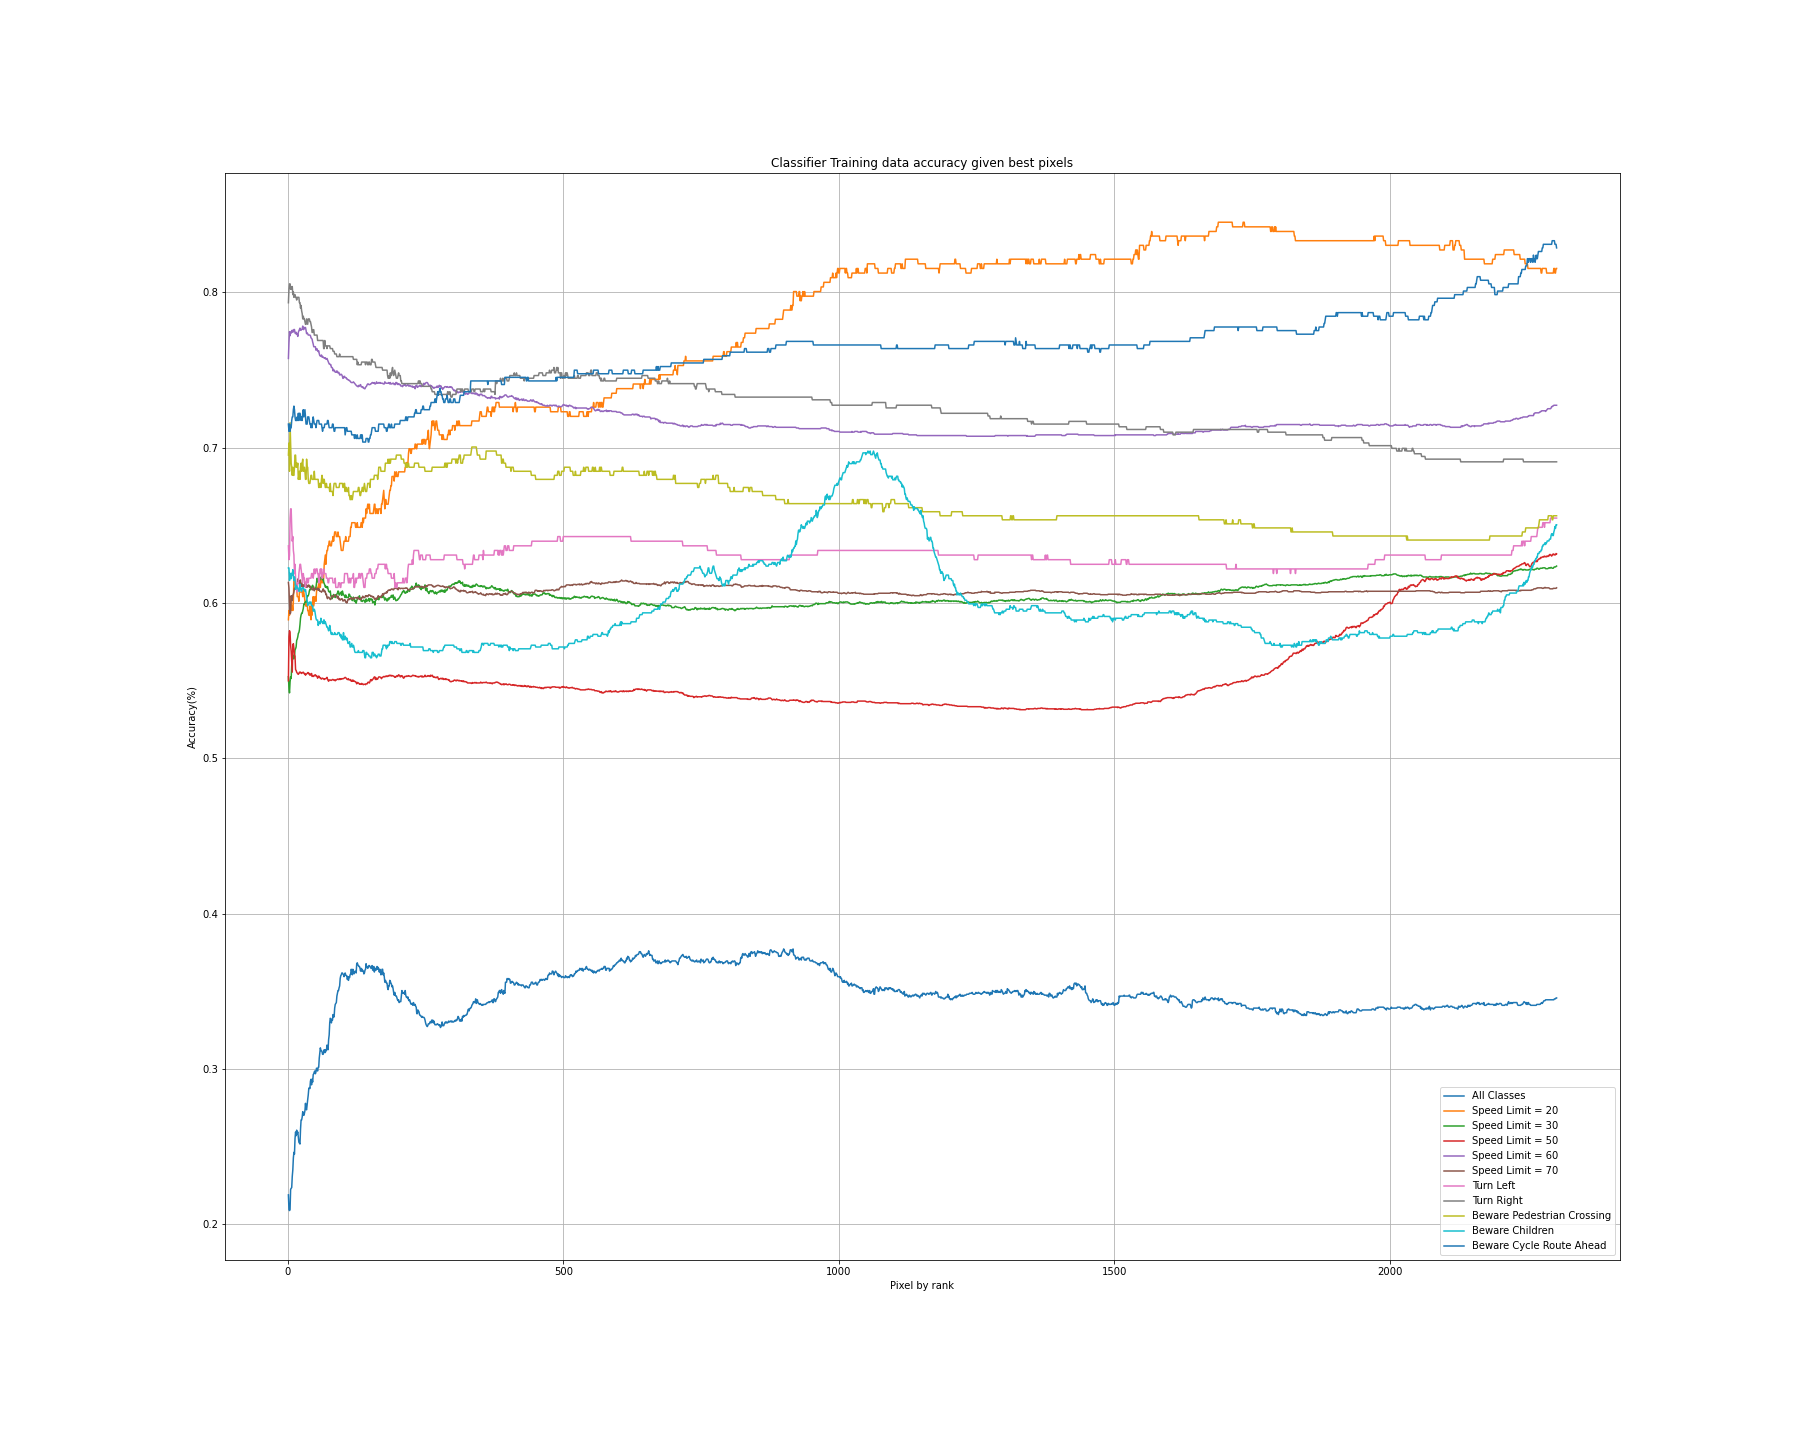 Classifier Training data accuracy given best pixels
0.8
0.7
0.6
0.5
0.4
0.3
0.2
Accuracy(%)
0
500
1000
1500
2000
Pixel by rank
All Classes
Speed Limit = 20
Speed Limit = 30
Speed Limit = 50
Speed Limit = 60
Speed Limit = 70
Turn Left
Turn Right
Beware Pedestrian Crossing
Beware Children
Beware Cycle Route Ahead